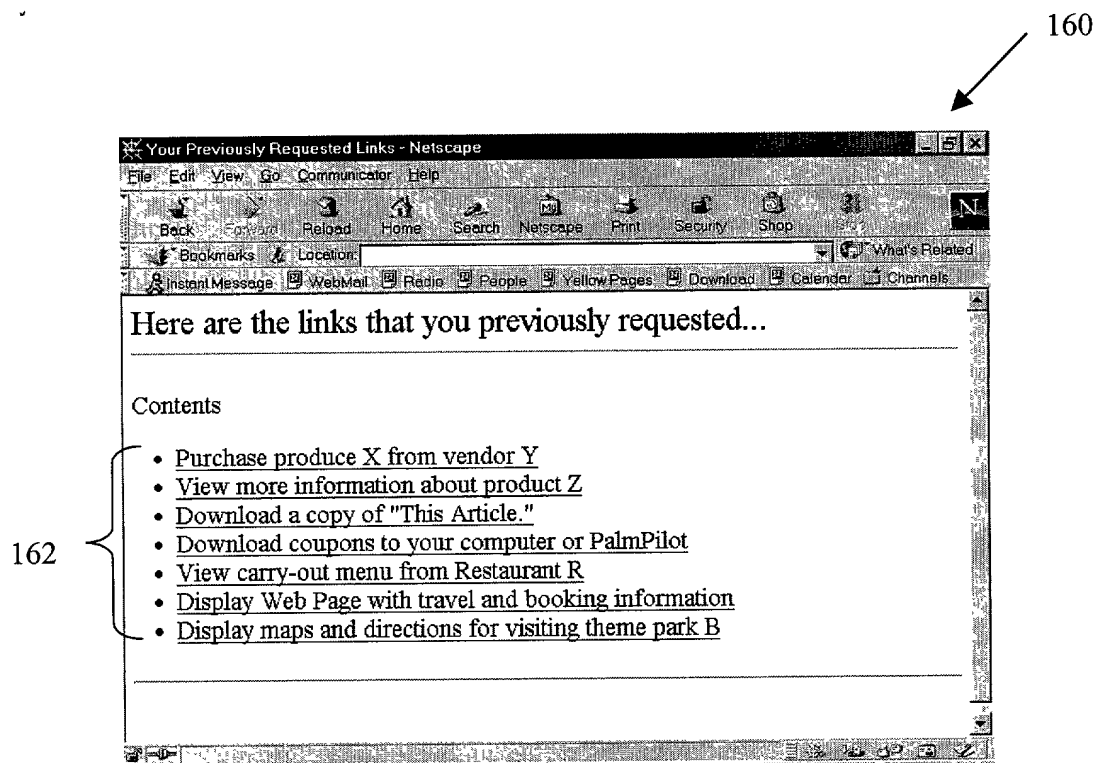 160
Your Previously Requested Links - Netscape
File Edit View Go Communicator Help
Back Forward Reload Home Search Netscape Print Security Shop Stop
Bookmarks Location: What's Related
Instant Message WebMail Radio People Yellow Pages Download Calendar Channels
Here are the links that you previously requested...
Contents
• Purchase produce X from vendor Y
• View more information about product Z
• Download a copy of "This Article."
• Download coupons to your computer or PalmPilot
162
• View carry-out menu from Restaurant R
• Display Web Page with travel and booking information
• Display maps and directions for visiting theme park B